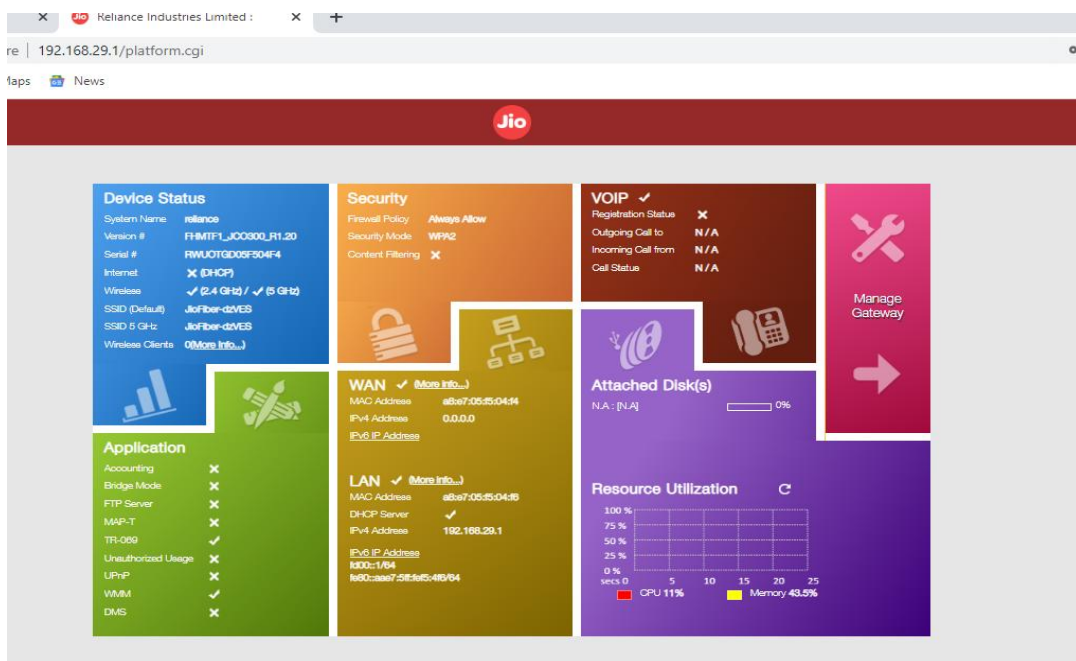 Jio Reliance Industries Limited :
192.168.29.1/platform.cgi
News
Jio
Device Status
System Name reliance
Version # FHMTF1_JCO300_R1.20
Serial # RWUOTGD05F504F4
Internet (DHCP)
Wireless (2.4 GHz) / (5 GHz)
SSID (Default) JioFiber-dzVES
SSID 5 GHz JioFiber-dzVES
Wireless Clients 0(More Info...)
Application
Accounting
Bridge Mode
FTP Server
MAP-T
TR-069
Unauthorized Usage
UPnP
WMM
DMS
Security
Firewall Policy Always Allow
Security Mode WPA2
Content Filtering
WAN (More Info...)
MAC Address a8:e7:05:f5:04:f4
IPv4 Address 0.0.0.0
IPv6 IP Address
LAN (More Info...)
MAC Address a8:e7:05:f5:04:f6
DHCP Server
IPv4 Address 192.168.29.1
IPv6 IP Address
fd00::1/64
fe80::aae7:5ff:fef5:4f6/64
VOIP
Registration Status
Outgoing Call to N/A
Incoming Call from N/A
Call Status N/A
Attached Disk(s)
N.A : [N.A] 0%
Resource Utilization
100 %
75 %
50 %
25 %
0 %
secs 0 5 10 15 20 25
CPU 11% Memory 43.5%
Manage
Gateway